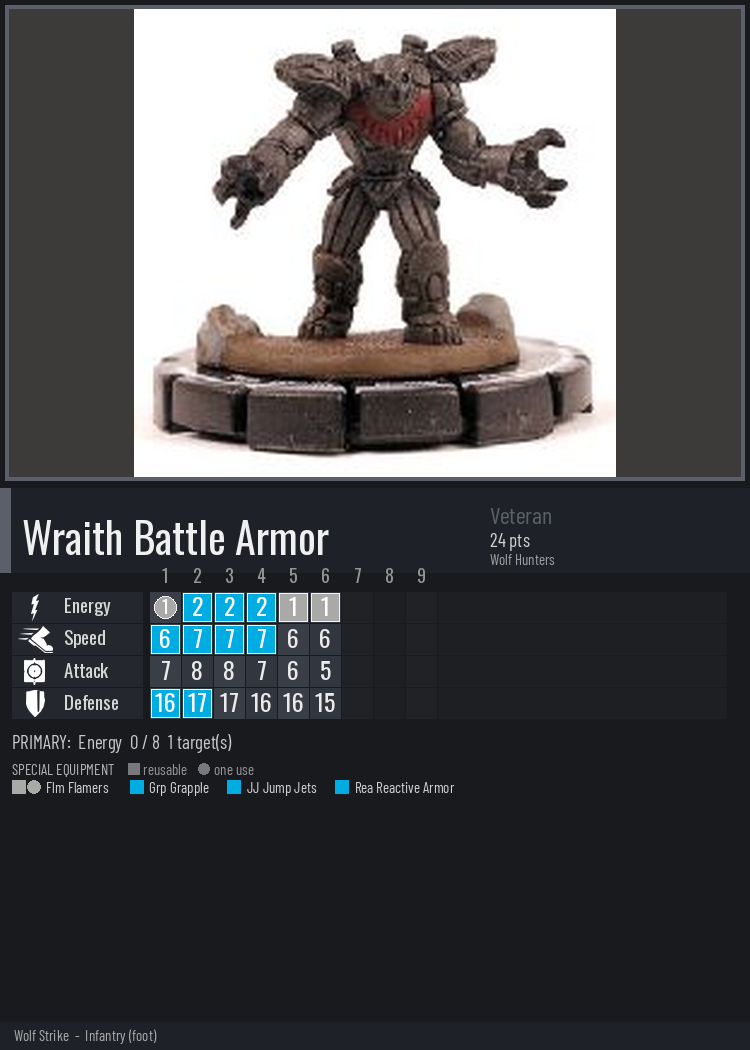 Wraith Battle Armor
Veteran
24 pts
Wolf Hunters
1 2 3 4 5 6 7 8 9
Energy 1 2 2 2 1 1
Speed 6 7 7 7 6 6
Attack 7 8 8 7 6 5
Defense 16 17 17 16 16 15
PRIMARY: Energy 0 / 8 1 target(s)
SPECIAL EQUIPMENT reusable one use
Flm Flamers Grp Grapple JJ Jump Jets Rea Reactive Armor
Wolf Strike - Infantry (foot)